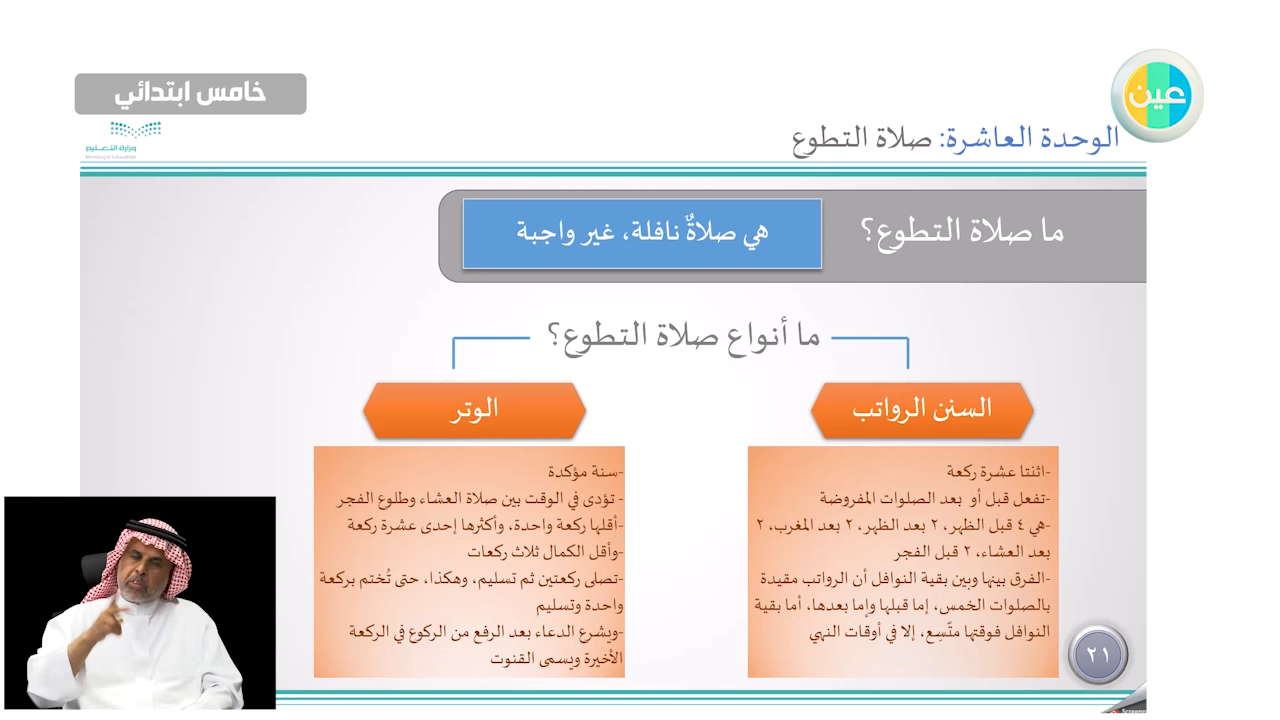 خامس ابتدائي
عين
وزارة التعليم
Ministry of Education
الوحدة العاشرة: صلاة التطوع
ما صلاة التطوع؟
هي صلاةٌ نافلة، غير واجبة
ما أنواع صلاة التطوع؟
السنن الرواتب
-اثنتا عشرة ركعة
-تفعل قبل أو بعد الصلوات المفروضة
-هي ٤ قبل الظهر، ٢ بعد الظهر، ٢ بعد المغرب، ٢
بعد العشاء، ٢ قبل الفجر
-الفرق بينها وبين بقية النوافل أن الرواتب مقيدة
بالصلوات الخمس، إما قبلها وإما بعدها، أما بقية
النوافل فوقتها متّسِع، إلا في أوقات النهي
الوتر
-سنة مؤكدة
- تؤدى في الوقت بين صلاة العشاء وطلوع الفجر
-أقلها ركعة واحدة، وأكثرها إحدى عشرة ركعة
-وأقل الكمال ثلاث ركعات
-تصلى ركعتين ثم تسليم، وهكذا، حتى تُختم بركعة
واحدة وتسليم
-ويشرع الدعاء بعد الرفع من الركوع في الركعة
الأخيرة ويسمى القنوت
٢١